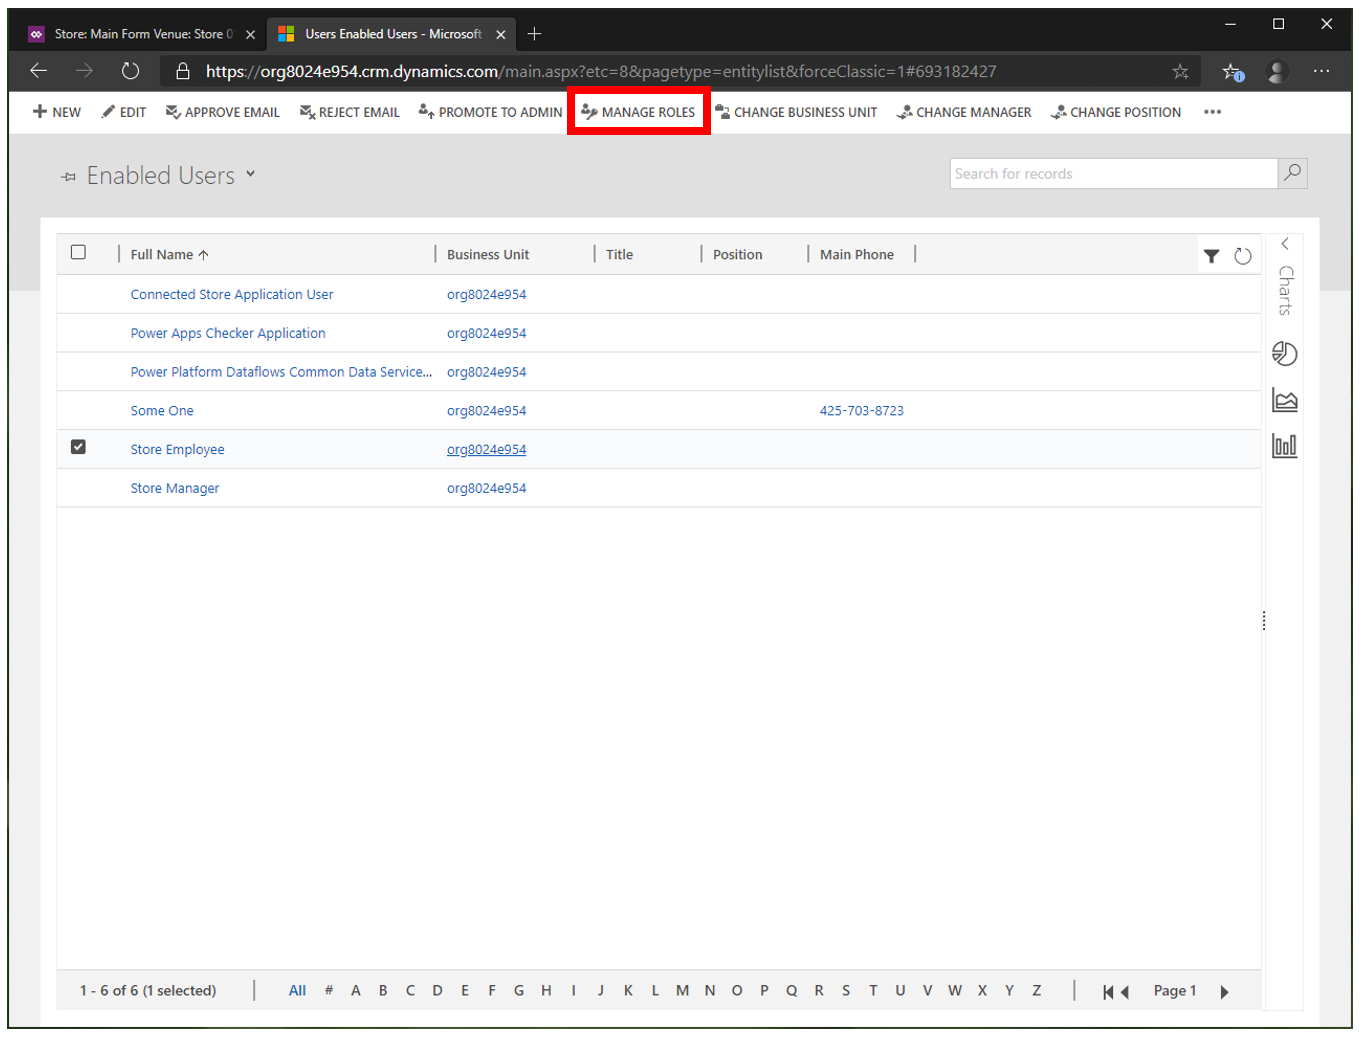 Store: Main Form Venue: Store 0
Users Enabled Users - Microsoft
https://org8024e954.crm.dynamics.com/main.aspx?etc=8&pagetype=entitylist&forceClassic=1#693182427
NEW EDIT APPROVE EMAIL REJECT EMAIL PROMOTE TO ADMIN MANAGE ROLES CHANGE BUSINESS UNIT CHANGE MANAGER CHANGE POSITION
Enabled Users
Search for records
Full Name Business Unit Title Position Main Phone
Charts
Connected Store Application User org8024e954
Power Apps Checker Application org8024e954
Power Platform Dataflows Common Data Service... org8024e954
Some One org8024e954 425-703-8723
Store Employee org8024e954
Store Manager org8024e954
1 - 6 of 6 (1 selected) All # A B C D E F G H I J K L M N O P Q R S T U V W X Y Z Page 1